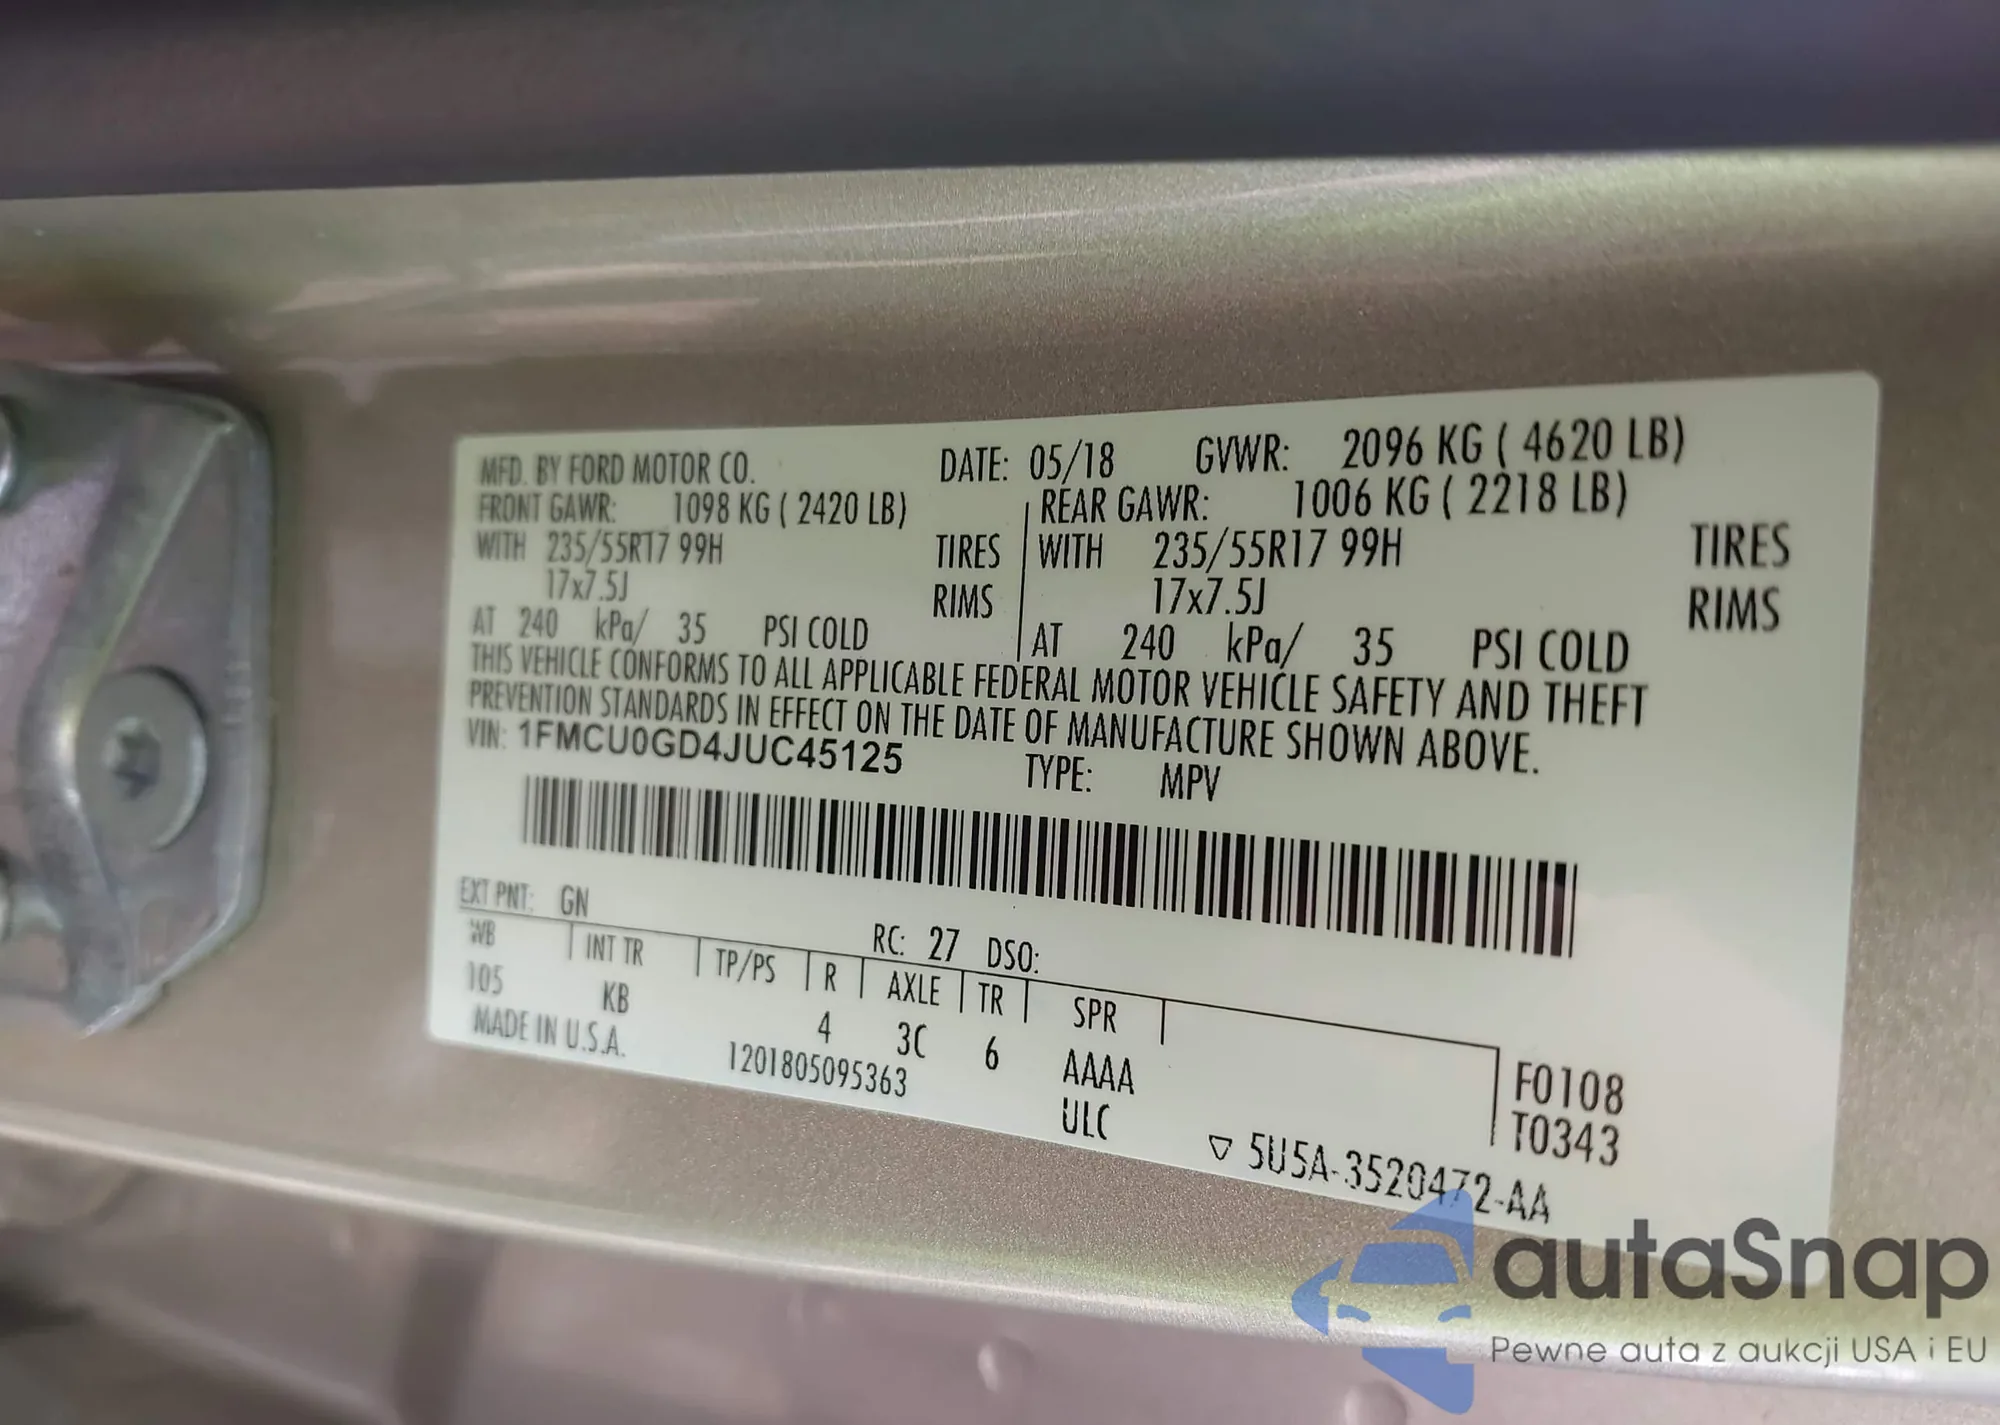 MFD. BY FORD MOTOR CO. DATE: 05/18 GVWR: 2096 KG ( 4620 LB)
FRONT GAWR: 1098 KG ( 2420 LB) REAR GAWR: 1006 KG ( 2218 LB)
WITH 235/55R17 99H TIRES WITH 235/55R17 99H TIRES
17x7.5J RIMS 17x7.5J RIMS
AT 240 kPa/ 35 PSI COLD AT 240 kPa/ 35 PSI COLD
THIS VEHICLE CONFORMS TO ALL APPLICABLE FEDERAL MOTOR VEHICLE SAFETY AND THEFT
PREVENTION STANDARDS IN EFFECT ON THE DATE OF MANUFACTURE SHOWN ABOVE.
VIN: 1FMCU0GD4JUC45125 TYPE: MPV
EXT PNT: GN RC: 27 DSO:
WB INT TR TP/PS R AXLE TR SPR
105 KB 4 3C 6 AAAA F0108
MADE IN U.S.A. 1201805095363 ULC T0343
▽ 5U5A-3520472-AA
autaSnap
Pewne auta z aukcji USA i EU